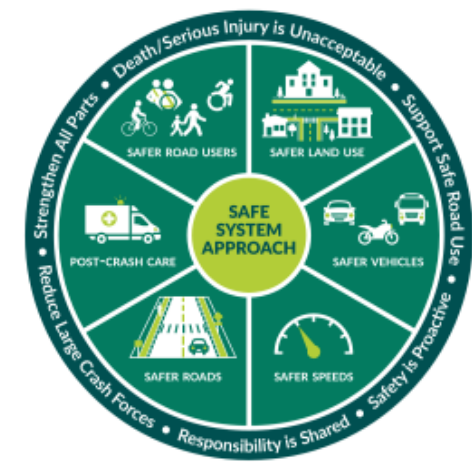 Death/Serious Injury is Unacceptable
Support Safe Road Use
Safety is Proactive
Responsibility is Shared
Reduce Large Crash Forces
Strengthen All Parts
SAFER ROAD USERS
SAFER LAND USE
SAFE
SYSTEM
APPROACH
POST-CRASH CARE
SAFER VEHICLES
SAFER ROADS
SAFER SPEEDS